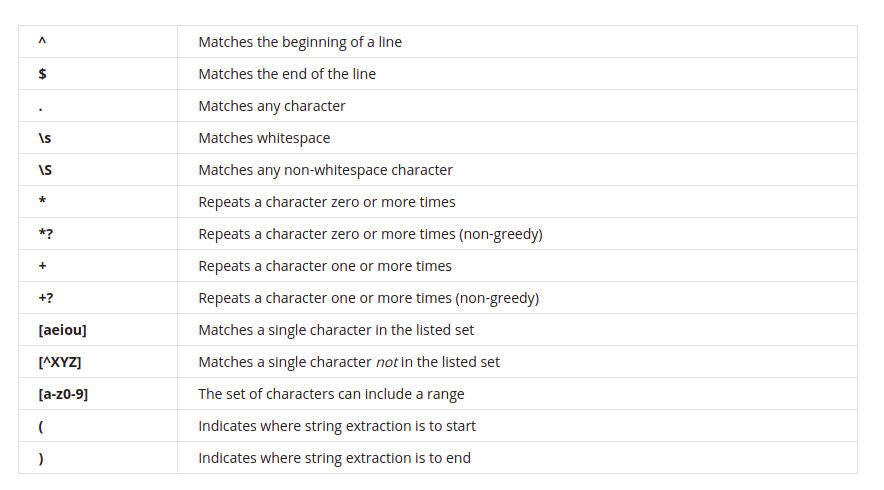 ^ Matches the beginning of a line
$ Matches the end of the line
. Matches any character
\s Matches whitespace
\S Matches any non-whitespace character
* Repeats a character zero or more times
*? Repeats a character zero or more times (non-greedy)
+ Repeats a character one or more times
+? Repeats a character one or more times (non-greedy)
[aeiou] Matches a single character in the listed set
[^XYZ] Matches a single character not in the listed set
[a-z0-9] The set of characters can include a range
( Indicates where string extraction is to start
) Indicates where string extraction is to end